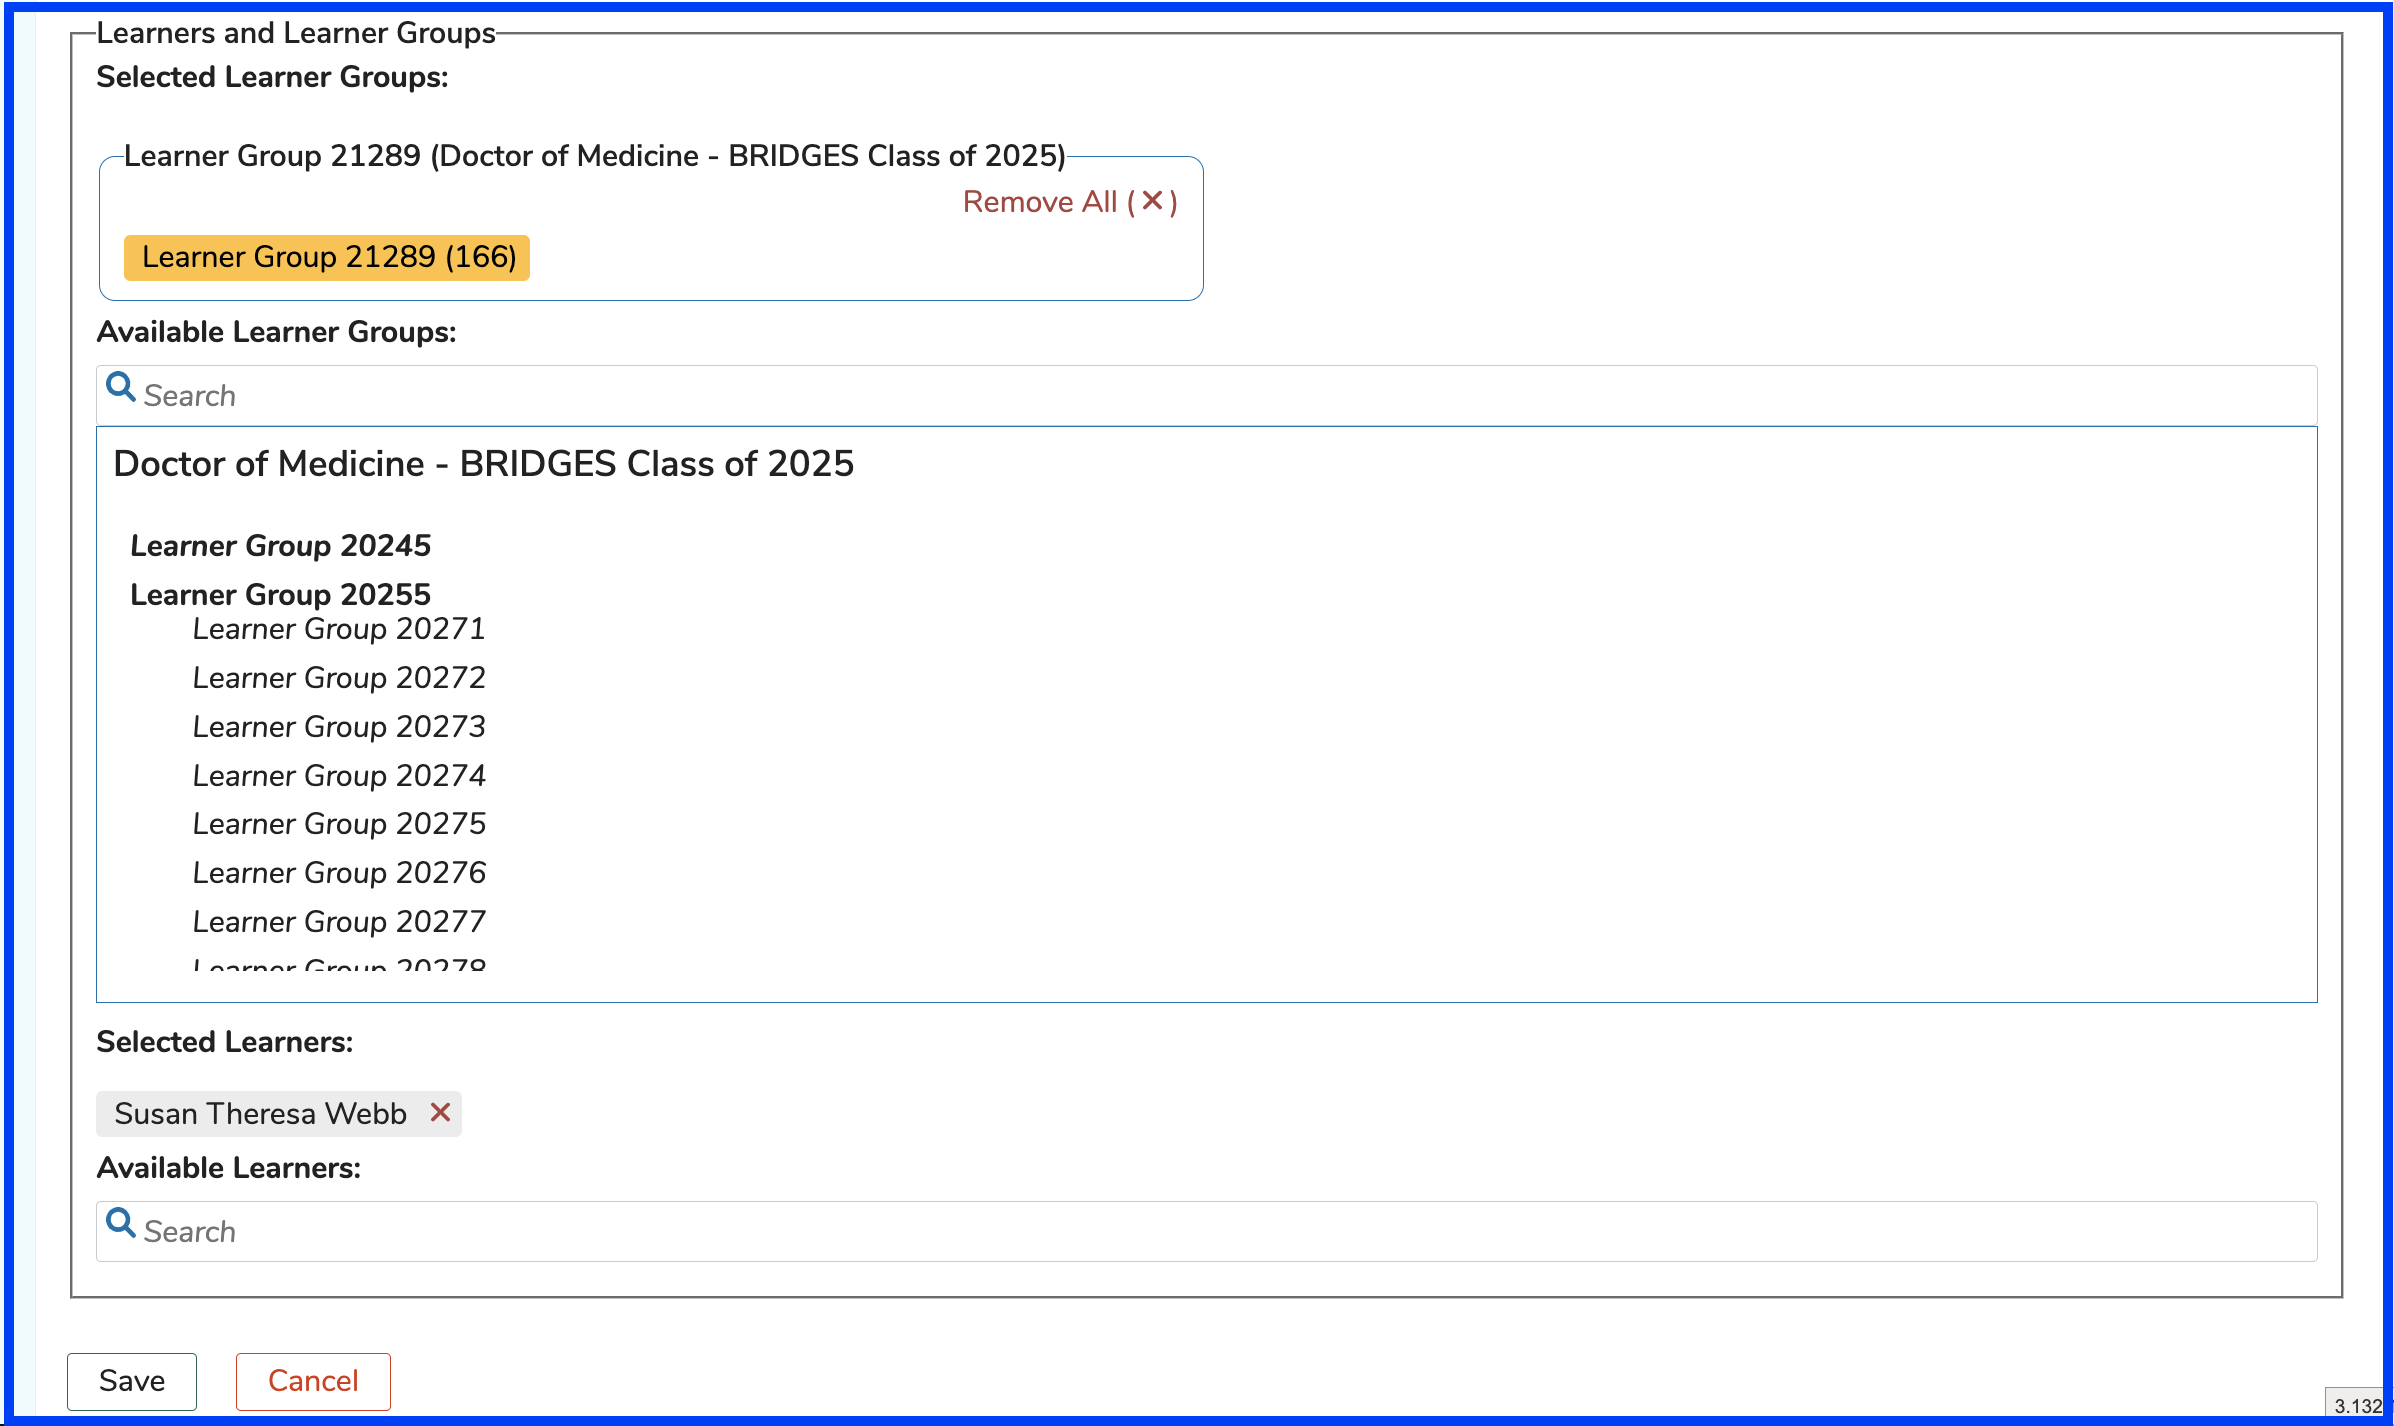 Learners and Learner Groups
Selected Learner Groups:
Learner Group 21289 (Doctor of Medicine - BRIDGES Class of 2025)
Remove All (✕)
Learner Group 21289 (166)
Available Learner Groups:
Search
Doctor of Medicine - BRIDGES Class of 2025
Learner Group 20245
Learner Group 20255
Learner Group 20271
Learner Group 20272
Learner Group 20273
Learner Group 20274
Learner Group 20275
Learner Group 20276
Learner Group 20277
Learner Group 20278
Selected Learners:
Susan Theresa Webb ✕
Available Learners:
Search
Save Cancel
3.132